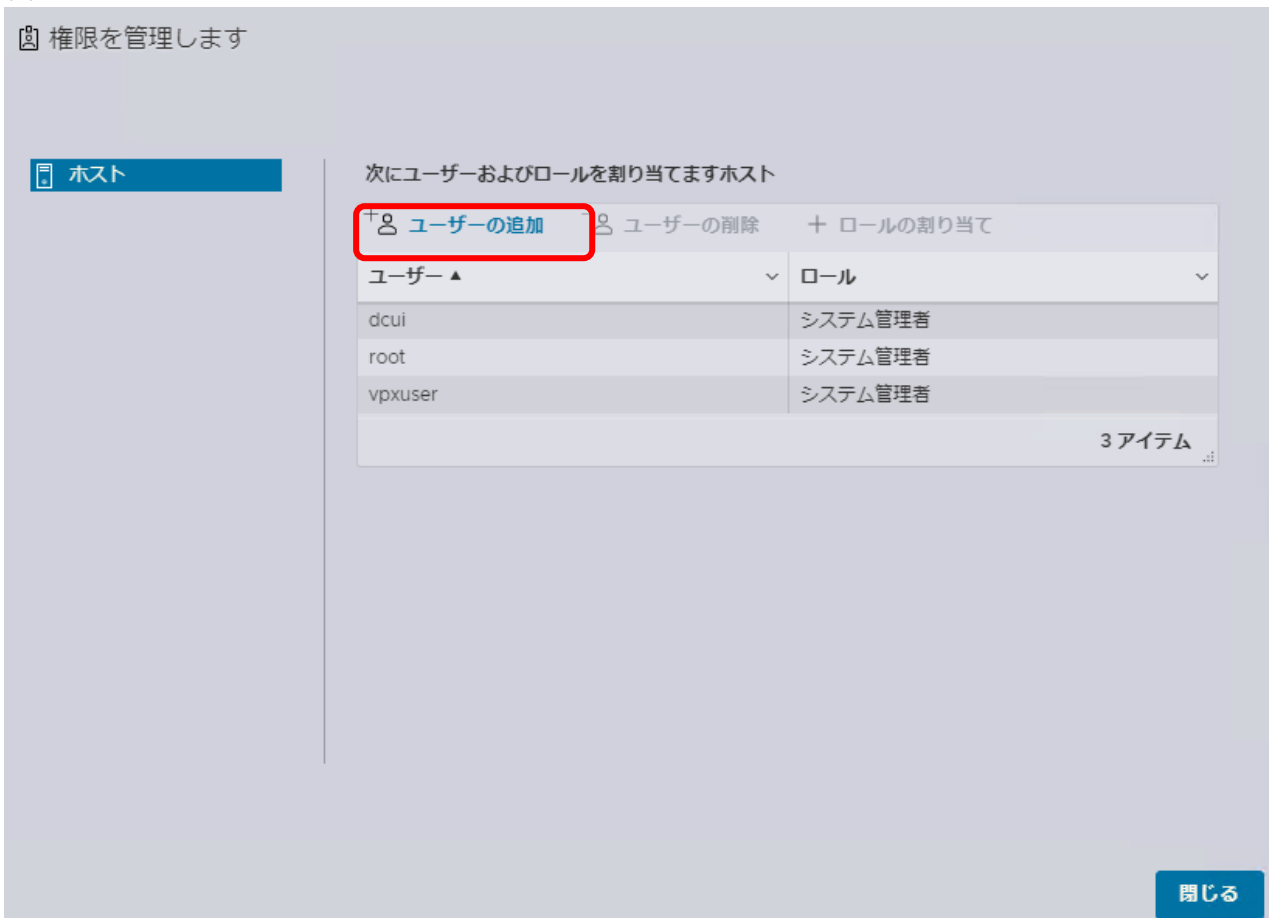 権限を管理します
ホスト
次にユーザーおよびロールを割り当てますホスト
ユーザーの追加 ユーザーの削除 ロールの割り当て
ユーザー ロール
dcui システム管理者
root システム管理者
vpxuser システム管理者
3 アイテム
閉じる